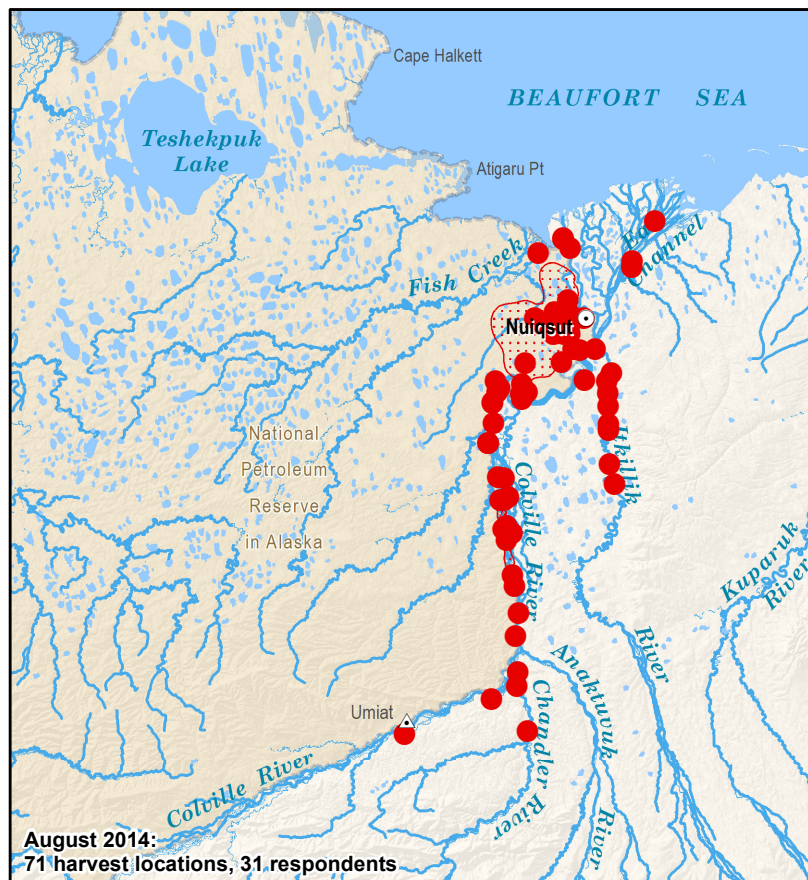 Cape Halkett
BEAUFORT SEA
Teshekpuk
Lake
Atigaru Pt
Channel
Fish Creek
Nuiqsut
National
Petroleum
Reserve
in Alaska
Itkillik
River
Colville River
Kuparuk
River
Anaktuvuk
River
Chandler River
Umiat
Colville River
August 2014:
71 harvest locations, 31 respondents